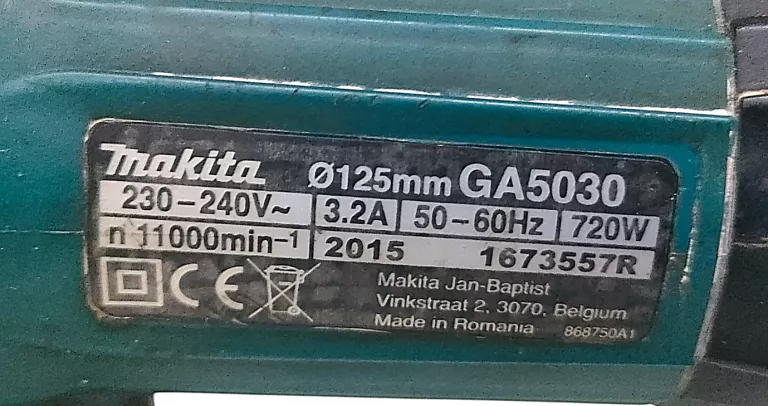 makita Ø125mm GA5030
230-240V~ 3.2A 50-60Hz 720W
n 11000min-1 2015 1673557R
CE Makita Jan-Baptist
Vinkstraat 2, 3070, Belgium
Made in Romania 868750A1